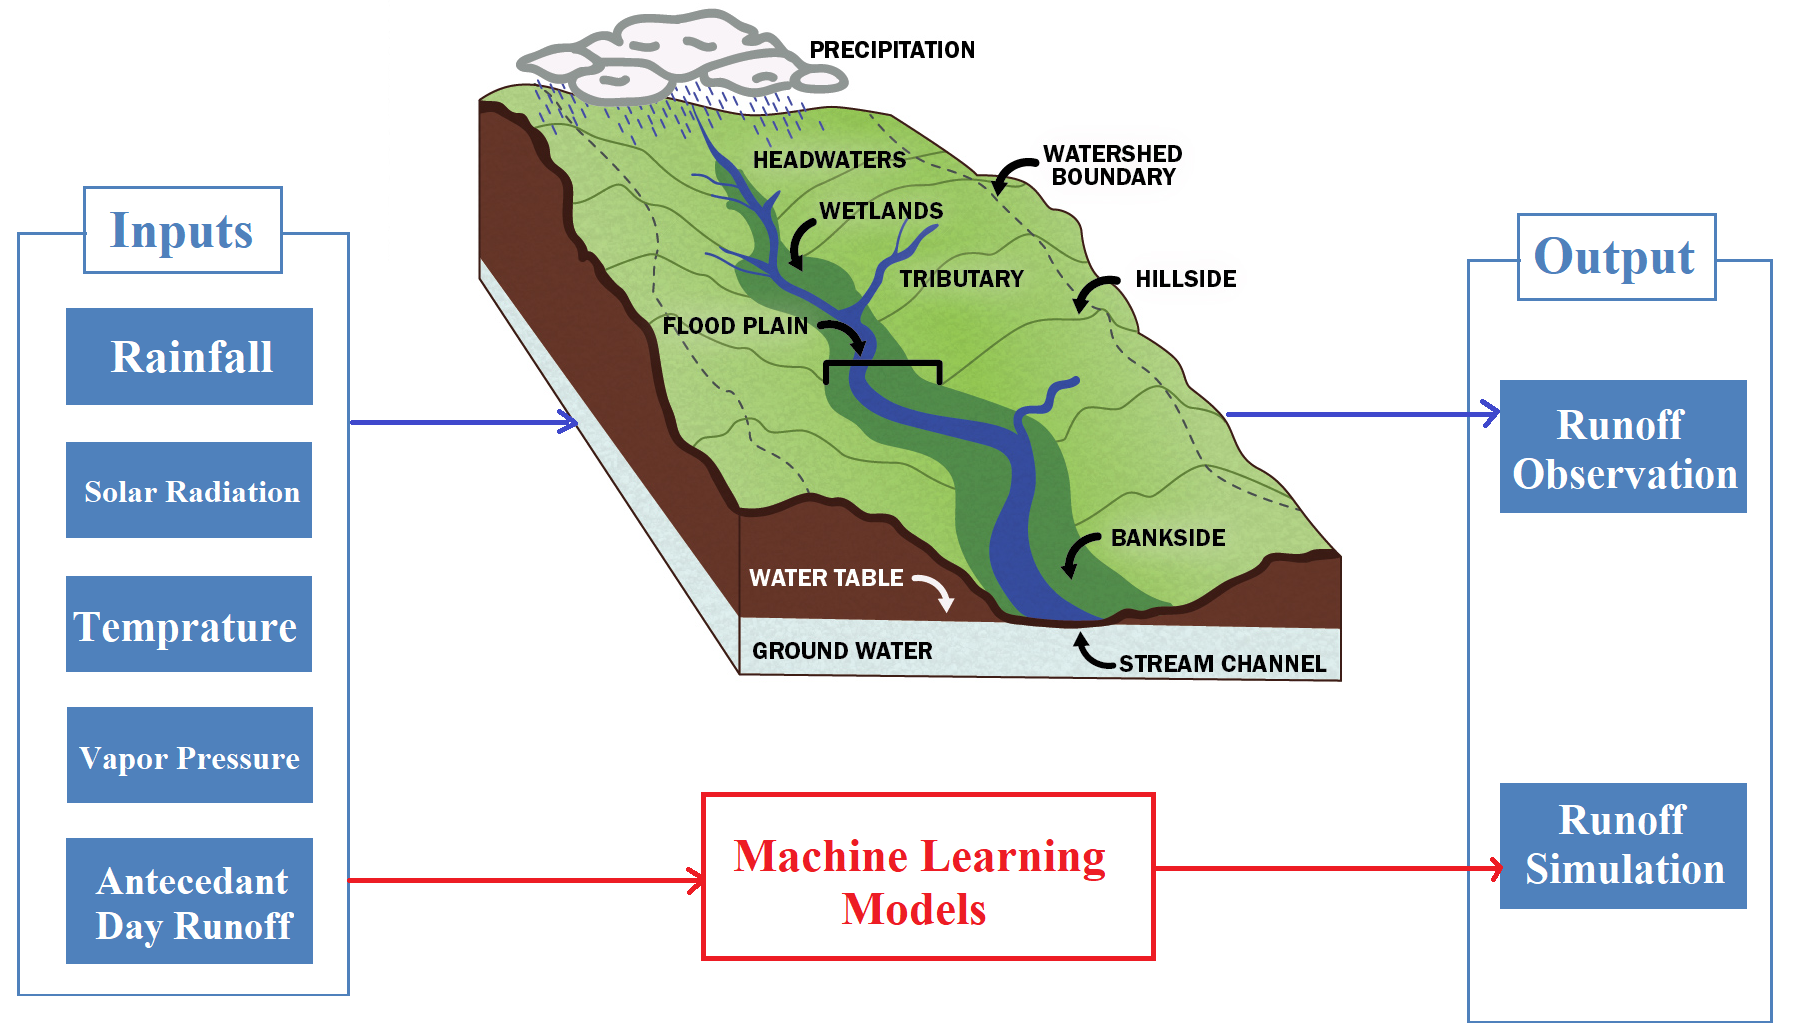 PRECIPITATION
HEADWATERS
WATERSHED
BOUNDARY
WETLANDS
TRIBUTARY
HILLSIDE
FLOOD PLAIN
BANKSIDE
WATER TABLE
GROUND WATER
STREAM CHANNEL
Inputs
Rainfall
Solar Radiation
Temprature
Vapor Pressure
Antecedant
Day Runoff
Machine Learning
Models
Output
Runoff
Observation
Runoff
Simulation